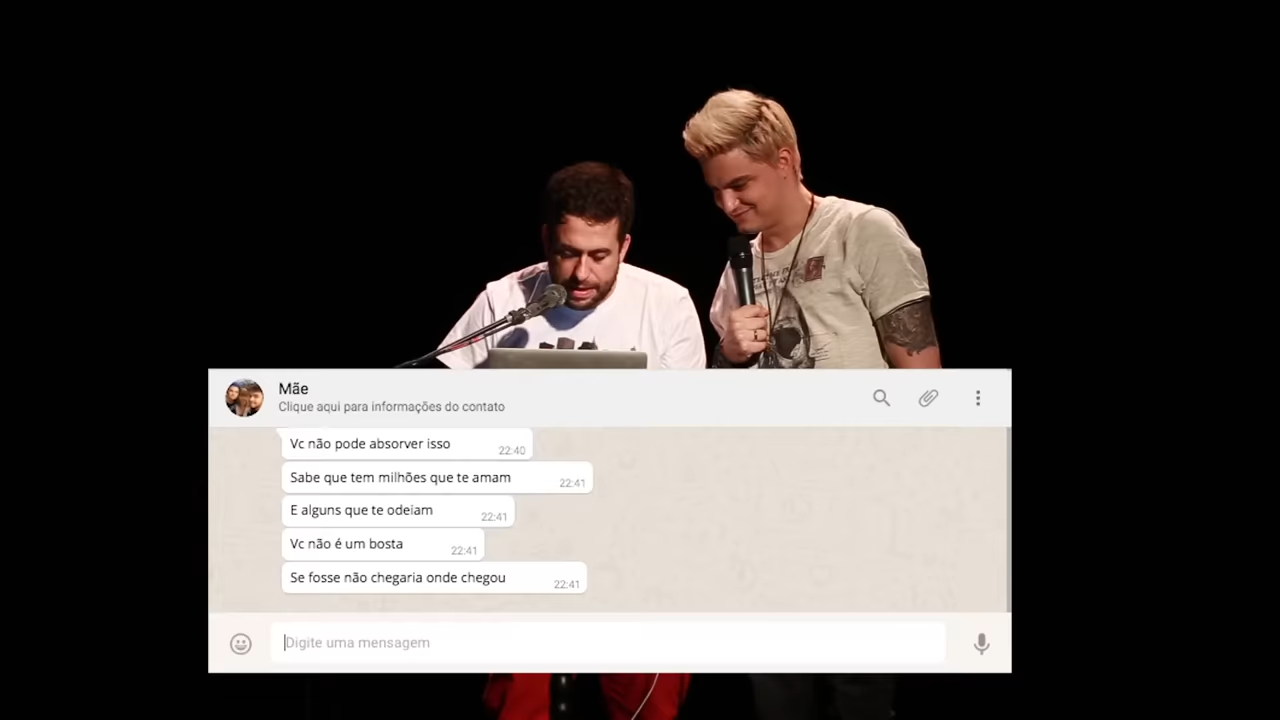 Mãe
Clique aqui para informações do contato
Vc não pode absorver isso
22:40
Sabe que tem milhões que te amam
22:41
E alguns que te odeiam
22:41
Vc não é um bosta
22:41
Se fosse não chegaria onde chegou
22:41
Digite uma mensagem